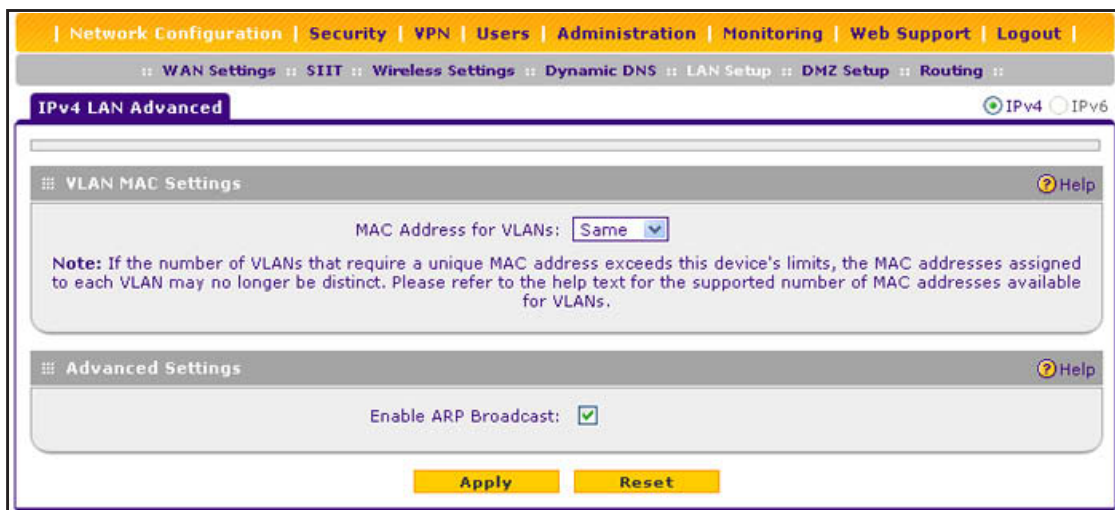 | Network Configuration | Security | VPN | Users | Administration | Monitoring | Web Support | Logout |
:: WAN Settings :: SIIT :: Wireless Settings :: Dynamic DNS :: LAN Setup :: DMZ Setup :: Routing ::
IPv4 LAN Advanced
IPv4 IPv6
VLAN MAC Settings
? Help
MAC Address for VLANs: Same
Note: If the number of VLANs that require a unique MAC address exceeds this device's limits, the MAC addresses assigned
to each VLAN may no longer be distinct. Please refer to the help text for the supported number of MAC addresses available
for VLANs.
Advanced Settings
? Help
Enable ARP Broadcast:
Apply Reset